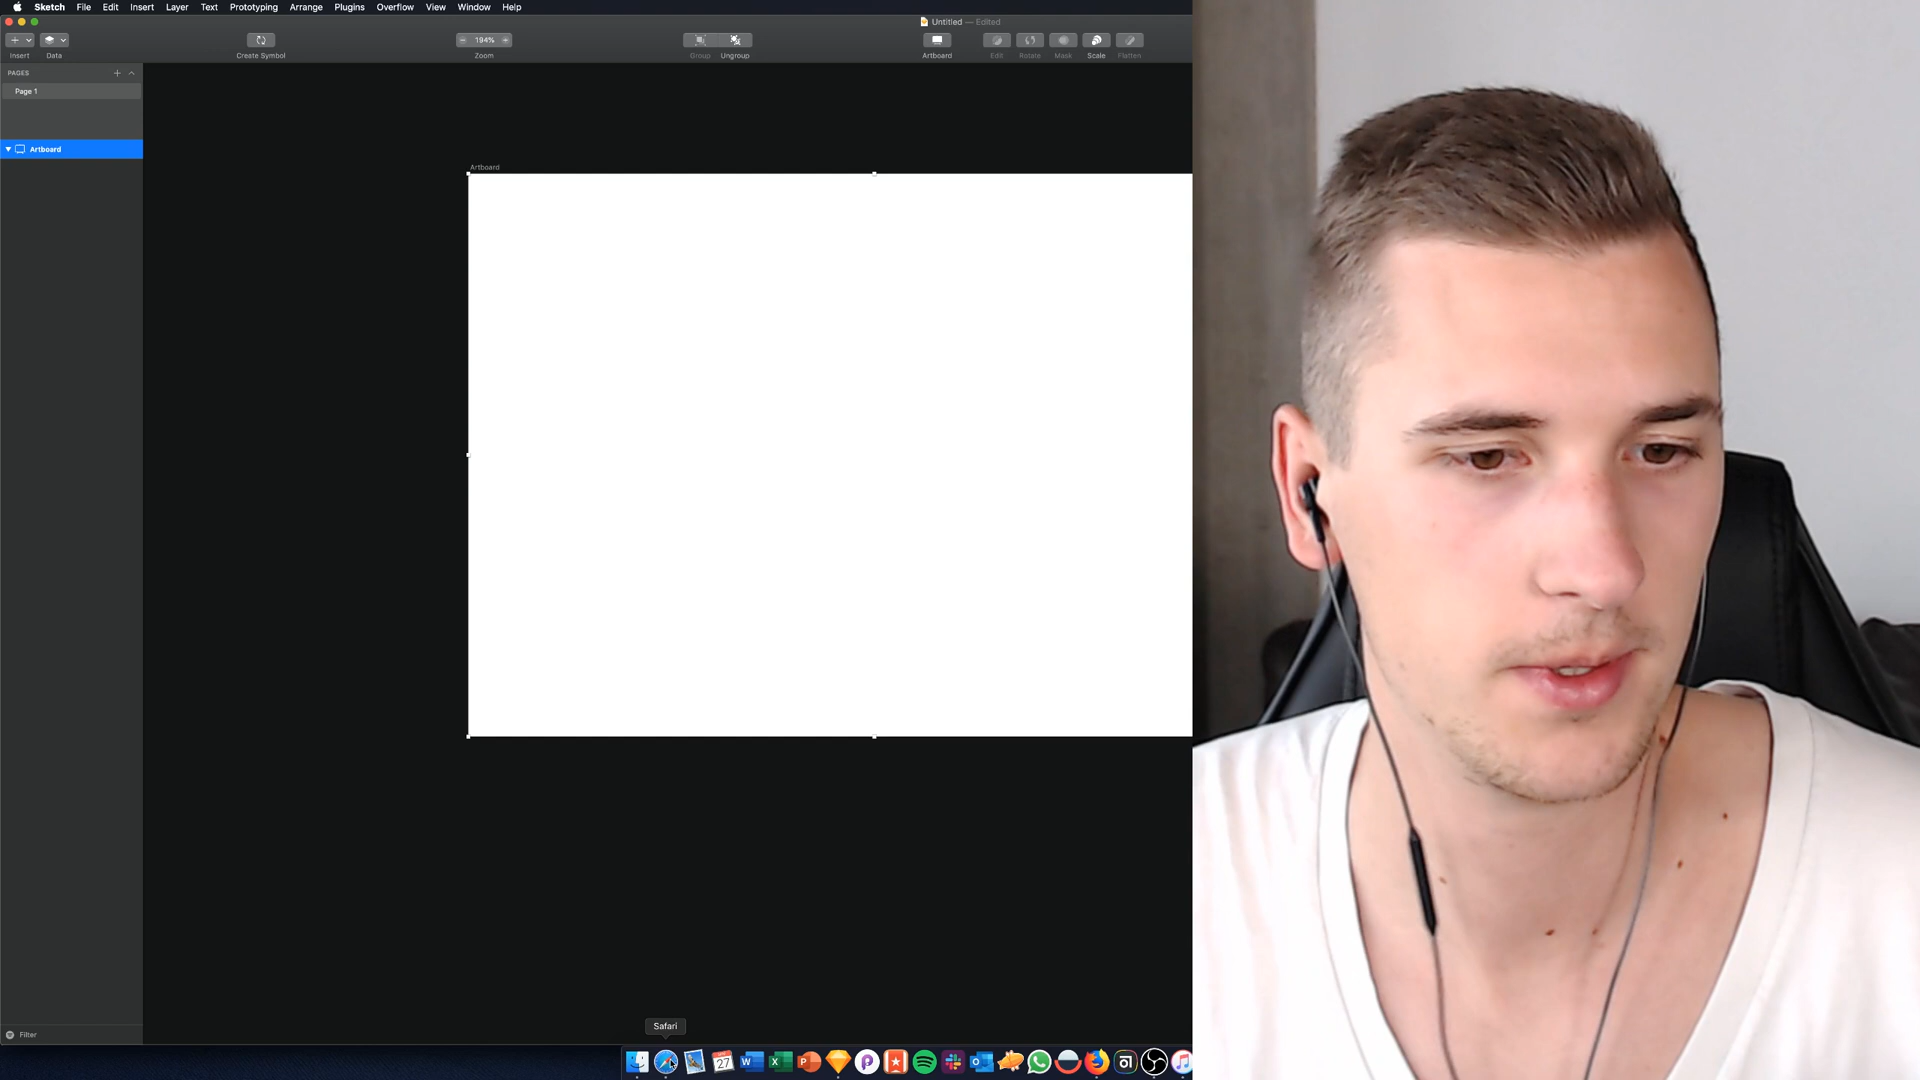 Sketch File Edit Insert Layer Text Prototyping Arrange Plugins Overflow View Window Help
Untitled — Edited
194%
Insert Data Create Symbol Zoom Group Ungroup Artboard Edit Rotate Mask Scale Flatten
PAGES
Page 1
Artboard
Artboard
Filter
Safari
27